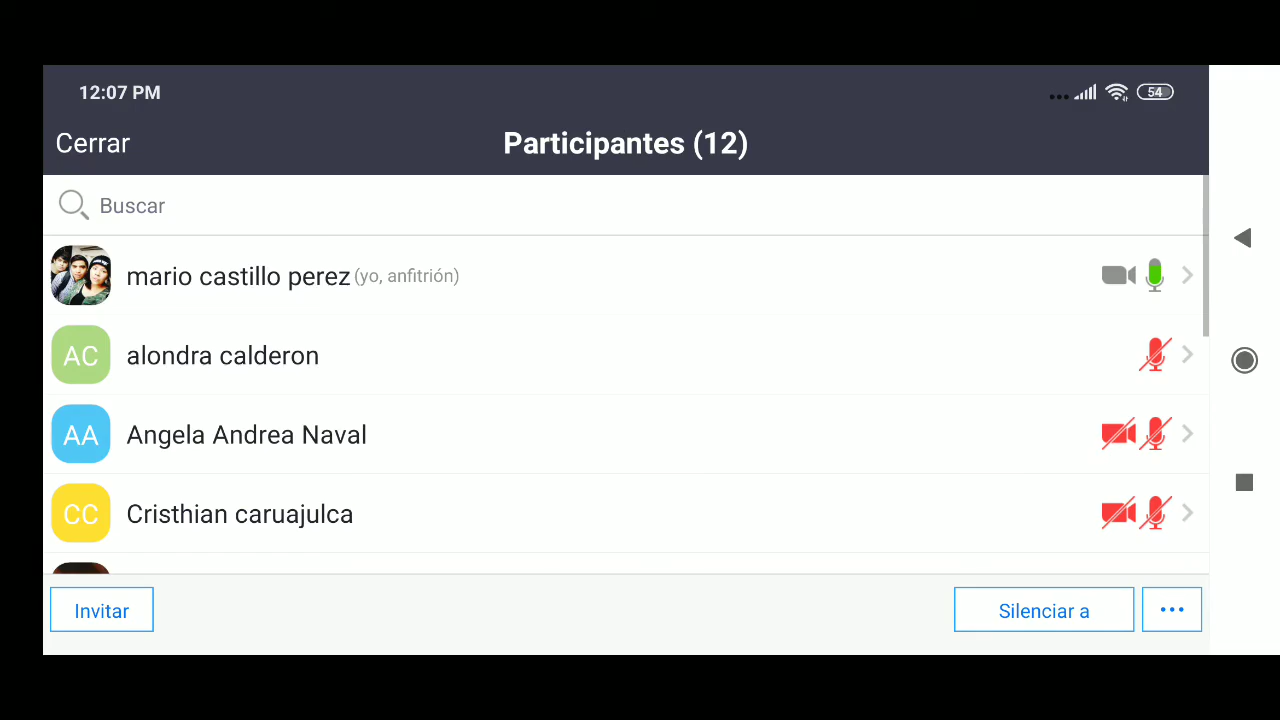 12:07 PM
54
Cerrar
Participantes (12)
Buscar
mario castillo perez (yo, anfitrión)
AC alondra calderon
AA Angela Andrea Naval
CC Cristhian caruajulca
Invitar
Silenciar a
...